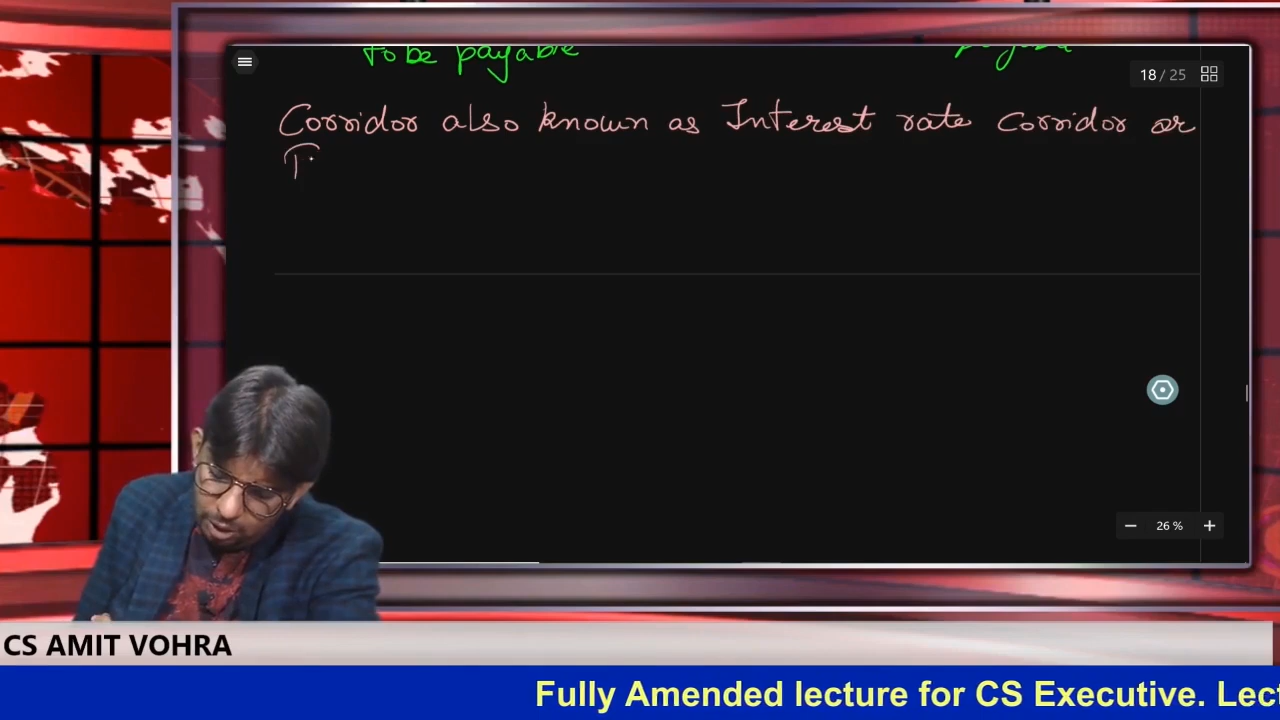 To be payable
18 / 25
Corridor also known as Interest rate Corridor or
26 %
CS AMIT VOHRA
Fully Amended lecture for CS Executive. Lect